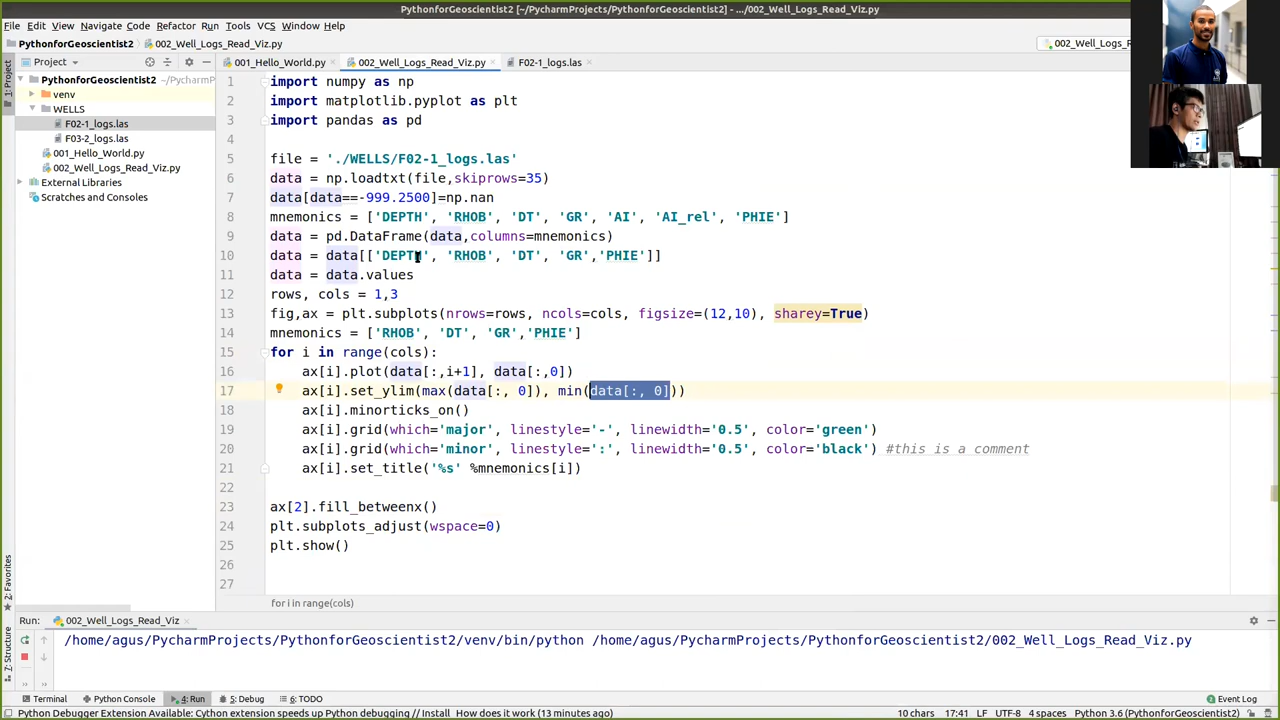 PythonforGeoscientist2 [~/PycharmProjects/PythonforGeoscientist2] - .../002_Well_Logs_Read_Viz.py
File Edit View Navigate Code Refactor Run Tools VCS Window Help
PythonforGeoscientist2 002_Well_Logs_Read_Viz.py
002_Well_Logs_R
Project
001_Hello_World.py
002_Well_Logs_Read_Viz.py
F02-1_logs.las
1: Project
PythonforGeoscientist2 ~/PycharmP
venv
WELLS
F02-1_logs.las
F03-2_logs.las
001_Hello_World.py
002_Well_Logs_Read_Viz.py
External Libraries
Scratches and Consoles
1 import numpy as np
2 import matplotlib.pyplot as plt
3 import pandas as pd
4
5 file = './WELLS/F02-1_logs.las'
6 data = np.loadtxt(file,skiprows=35)
7 data[data==-999.2500]=np.nan
8 mnemonics = ['DEPTH', 'RHOB', 'DT', 'GR', 'AI', 'AI_rel', 'PHIE']
9 data = pd.DataFrame(data,columns=mnemonics)
10 data = data[['DEPTH', 'RHOB', 'DT', 'GR','PHIE']]
11 data = data.values
12 rows, cols = 1,3
13 fig,ax = plt.subplots(nrows=rows, ncols=cols, figsize=(12,10), sharey=True)
14 mnemonics = ['RHOB', 'DT', 'GR','PHIE']
15 for i in range(cols):
16 ax[i].plot(data[:,i+1], data[:,0])
17 ax[i].set_ylim(max(data[:, 0]), min(data[:, 0]))
18 ax[i].minorticks_on()
19 ax[i].grid(which='major', linestyle='-', linewidth='0.5', color='green')
20 ax[i].grid(which='minor', linestyle=':', linewidth='0.5', color='black') #this is a comment
21 ax[i].set_title('%s' %mnemonics[i])
22
23 ax[2].fill_betweenx()
24 plt.subplots_adjust(wspace=0)
25 plt.show()
26
27
for i in range(cols)
2: Favorites
7: Structure
Run: 002_Well_Logs_Read_Viz
/home/agus/PycharmProjects/PythonforGeoscientist2/venv/bin/python /home/agus/PycharmProjects/PythonforGeoscientist2/002_Well_Logs_Read_Viz.py
Terminal Python Console 4: Run 5: Debug 6: TODO Event Log
Python Debugger Extension Available: Cython extension speeds up Python debugging // Install How does it work (13 minutes ago) 10 chars 17:41 LF UTF-8 4 spaces Python 3.6 (PythonforGeoscientist2)